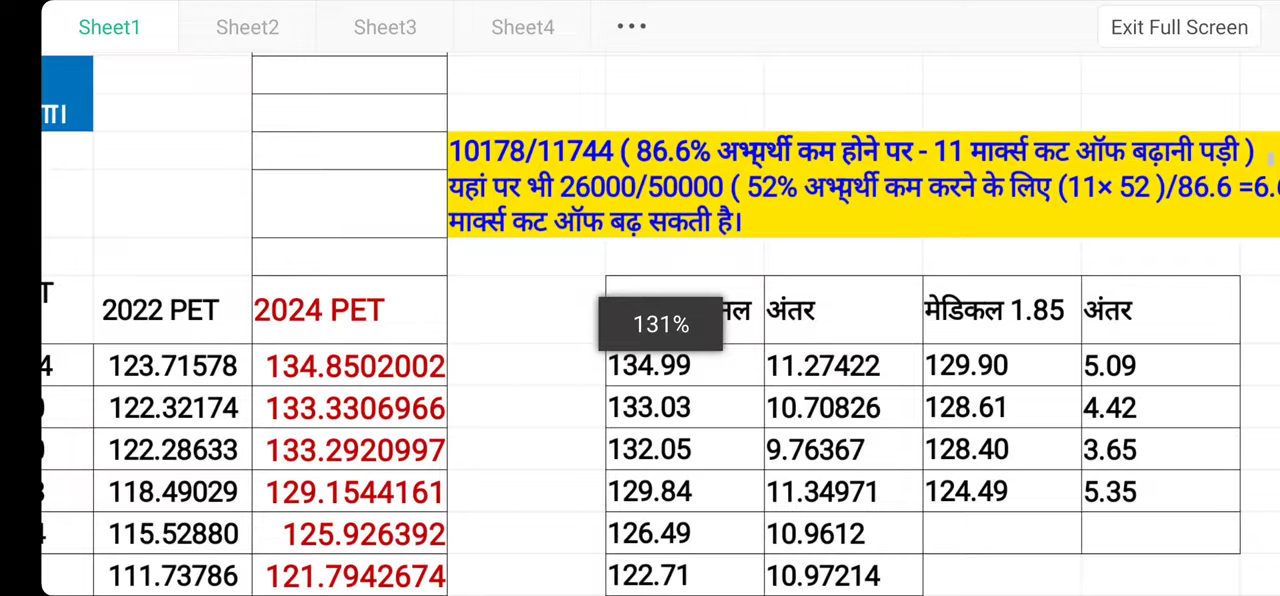 Sheet1 Sheet2 Sheet3 Sheet4 ••• Exit Full Screen
10178/11744 ( 86.6% अभ्यर्थी कम होने पर - 11 मार्क्स कट ऑफ बढ़ानी पड़ी )
यहां पर भी 26000/50000 ( 52% अभ्यर्थी कम करने के लिए (11× 52 )/86.6 =6.
मार्क्स कट ऑफ बढ़ सकती है।
T 2022 PET 2024 PET नल अंतर मेडिकल 1.85 अंतर
131%
4 123.71578 134.8502002 134.99 11.27422 129.90 5.09
122.32174 133.3306966 133.03 10.70826 128.61 4.42
122.28633 133.2920997 132.05 9.76367 128.40 3.65
118.49029 129.1544161 129.84 11.34971 124.49 5.35
115.52880 125.926392 126.49 10.9612
111.73786 121.7942674 122.71 10.97214